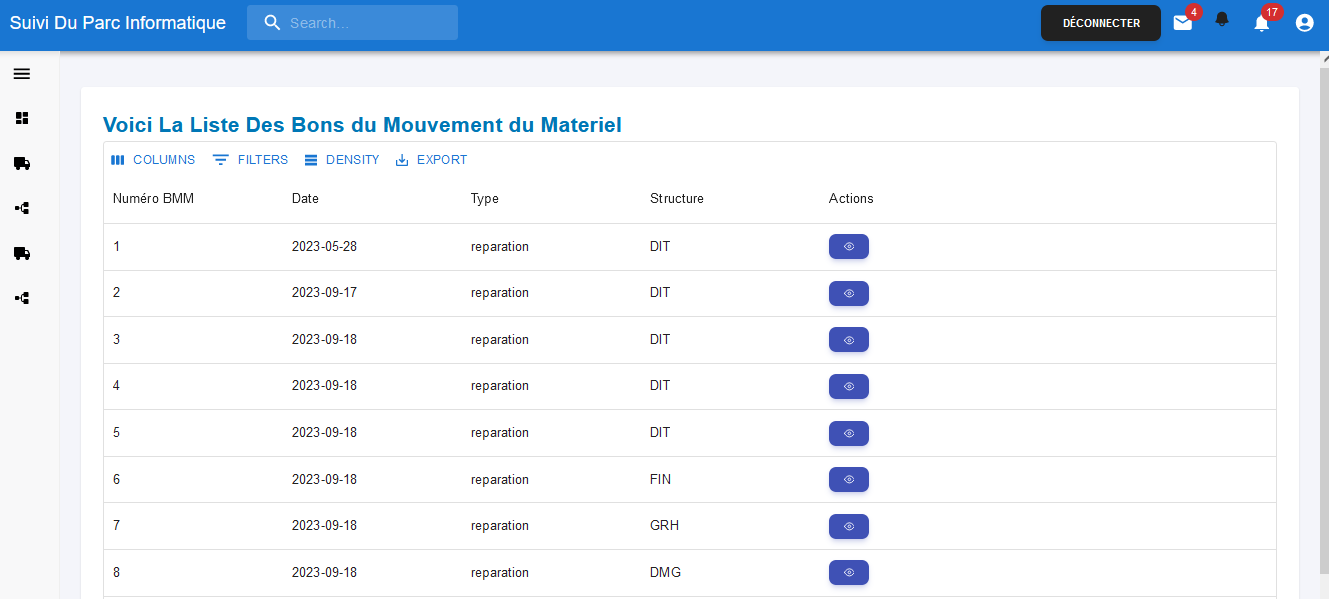 Suivi Du Parc Informatique Search... DÉCONNECTER 4 17
Voici La Liste Des Bons du Mouvement du Materiel
COLUMNS FILTERS DENSITY EXPORT
Numéro BMM Date Type Structure Actions
1 2023-05-28 reparation DIT
2 2023-09-17 reparation DIT
3 2023-09-18 reparation DIT
4 2023-09-18 reparation DIT
5 2023-09-18 reparation DIT
6 2023-09-18 reparation FIN
7 2023-09-18 reparation GRH
8 2023-09-18 reparation DMG